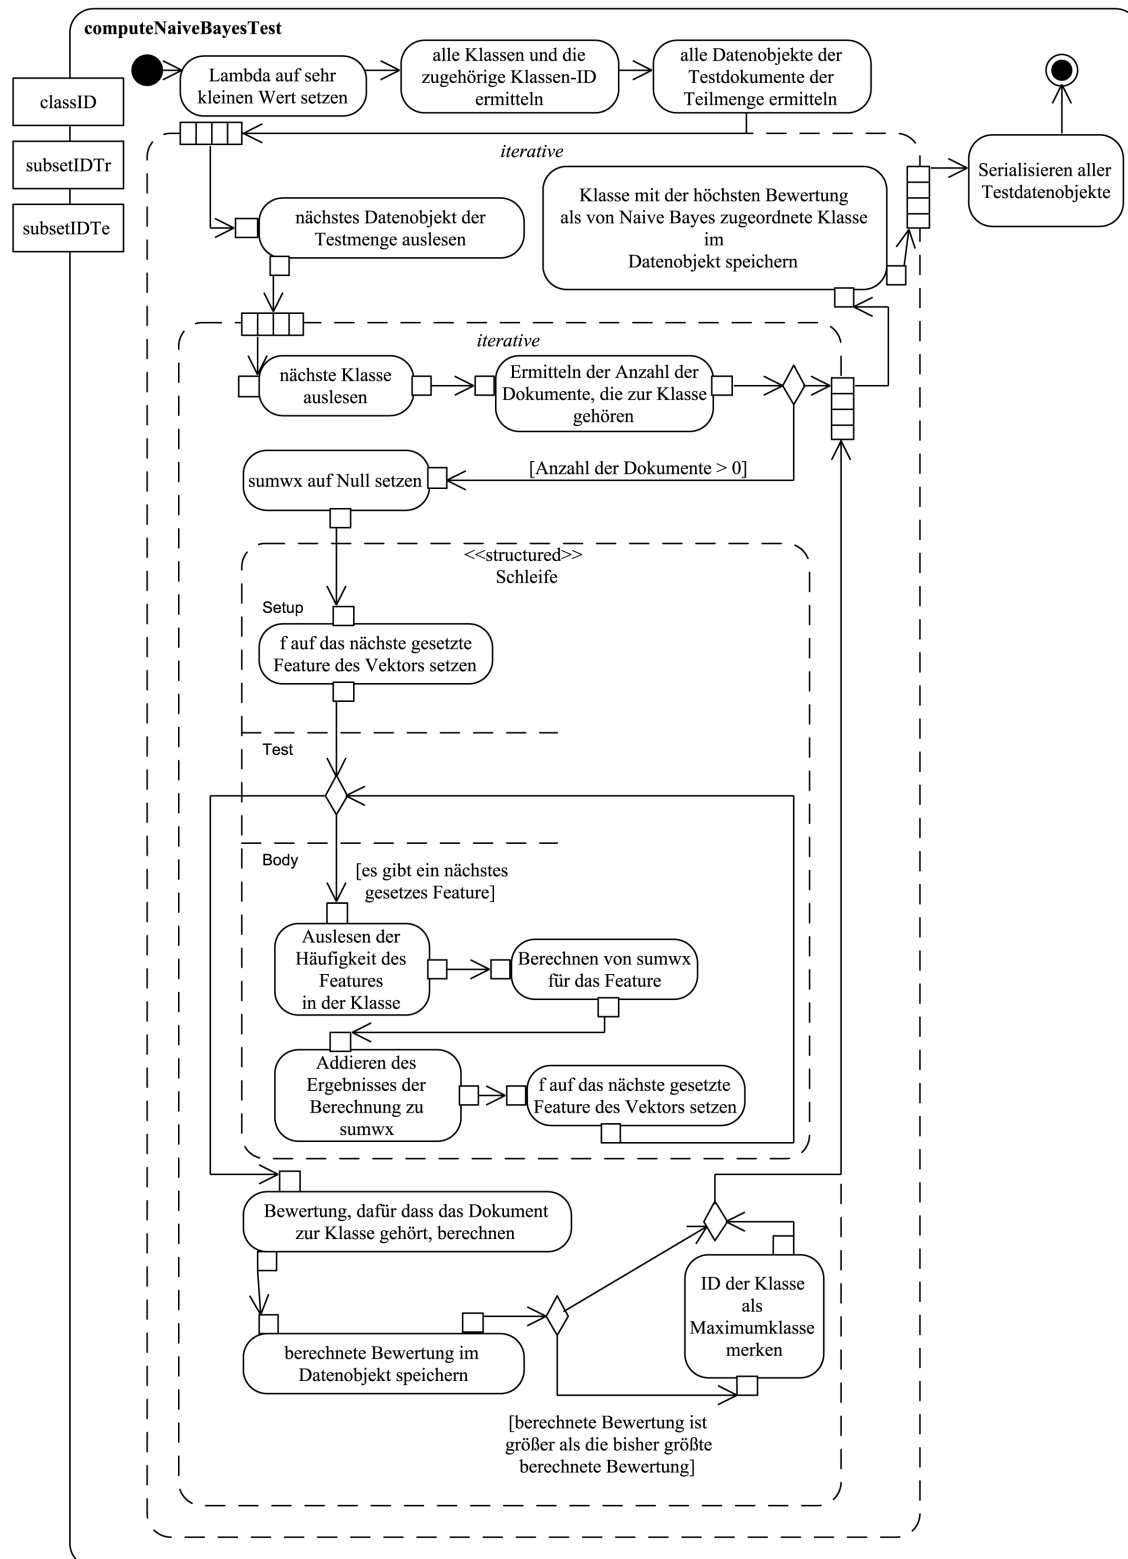 computeNaiveBayesTest
classID
subsetIDTr
subsetIDTe
Lambda auf sehr
kleinen Wert setzen
alle Klassen und die
zugehörige Klassen-ID
ermitteln
alle Datenobjekte der
Testdokumente der
Teilmenge ermitteln
iterative
Serialisieren aller
Testdatenobjekte
nächstes Datenobjekt der
Testmenge auslesen
Klasse mit der höchsten Bewertung
als von Naive Bayes zugeordnete Klasse
im
Datenobjekt speichern
iterative
nächste Klasse
auslesen
Ermitteln der Anzahl der
Dokumente, die zur Klasse
gehören
[Anzahl der Dokumente > 0]
sumwx auf Null setzen
<<structured>>
Schleife
Setup
f auf das nächste gesetzte
Feature des Vektors setzen
Test
Body
[es gibt ein nächstes
gesetzes Feature]
Auslesen der
Häufigkeit des
Features
in der Klasse
Berechnen von sumwx
für das Feature
Addieren des
Ergebnisses der
Berechnung zu
sumwx
f auf das nächste gesetzte
Feature des Vektors setzen
Bewertung, dafür dass das Dokument
zur Klasse gehört, berechnen
berechnete Bewertung im
Datenobjekt speichern
ID der Klasse
als
Maximumklasse
merken
[berechnete Bewertung ist
größer als die bisher größte
berechnete Bewertung]